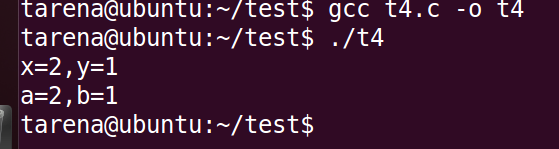 tarena@ubuntu:~/test$ gcc t4.c -o t4
tarena@ubuntu:~/test$ ./t4
x=2,y=1
a=2,b=1
tarena@ubuntu:~/test$